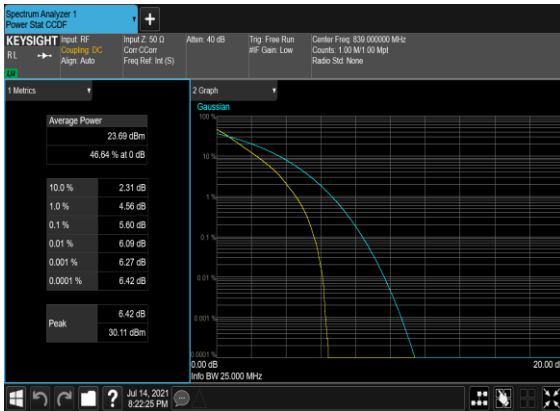 Spectrum Analyzer 1
Power Stat CCDF
KEYSIGHT
RL
LM
Input: RF
Coupling: DC
Align: Auto
Input Z: 50 Ω
Corr CCorr
Freq Ref: Int (S)
Atten: 40 dB
Trig: Free Run
#IF Gain: Low
Center Freq: 839.000000 MHz
Counts: 1.00 M/1.00 Mpt
Radio Std: None
1 Metrics
Average Power
23.69 dBm
46.64 % at 0 dB
10.0 % 2.31 dB
1.0 % 4.56 dB
0.1 % 5.60 dB
0.01 % 6.09 dB
0.001 % 6.27 dB
0.0001 % 6.42 dB
Peak
6.42 dB
30.11 dBm
2 Graph
Gaussian
100 %
10 %
1 %
0.1 %
0.01 %
0.001 %
0.0001 %
0.00 dB
20.00 d
Info BW 25.000 MHz
?
Jul 14, 2021
8:22:25 PM